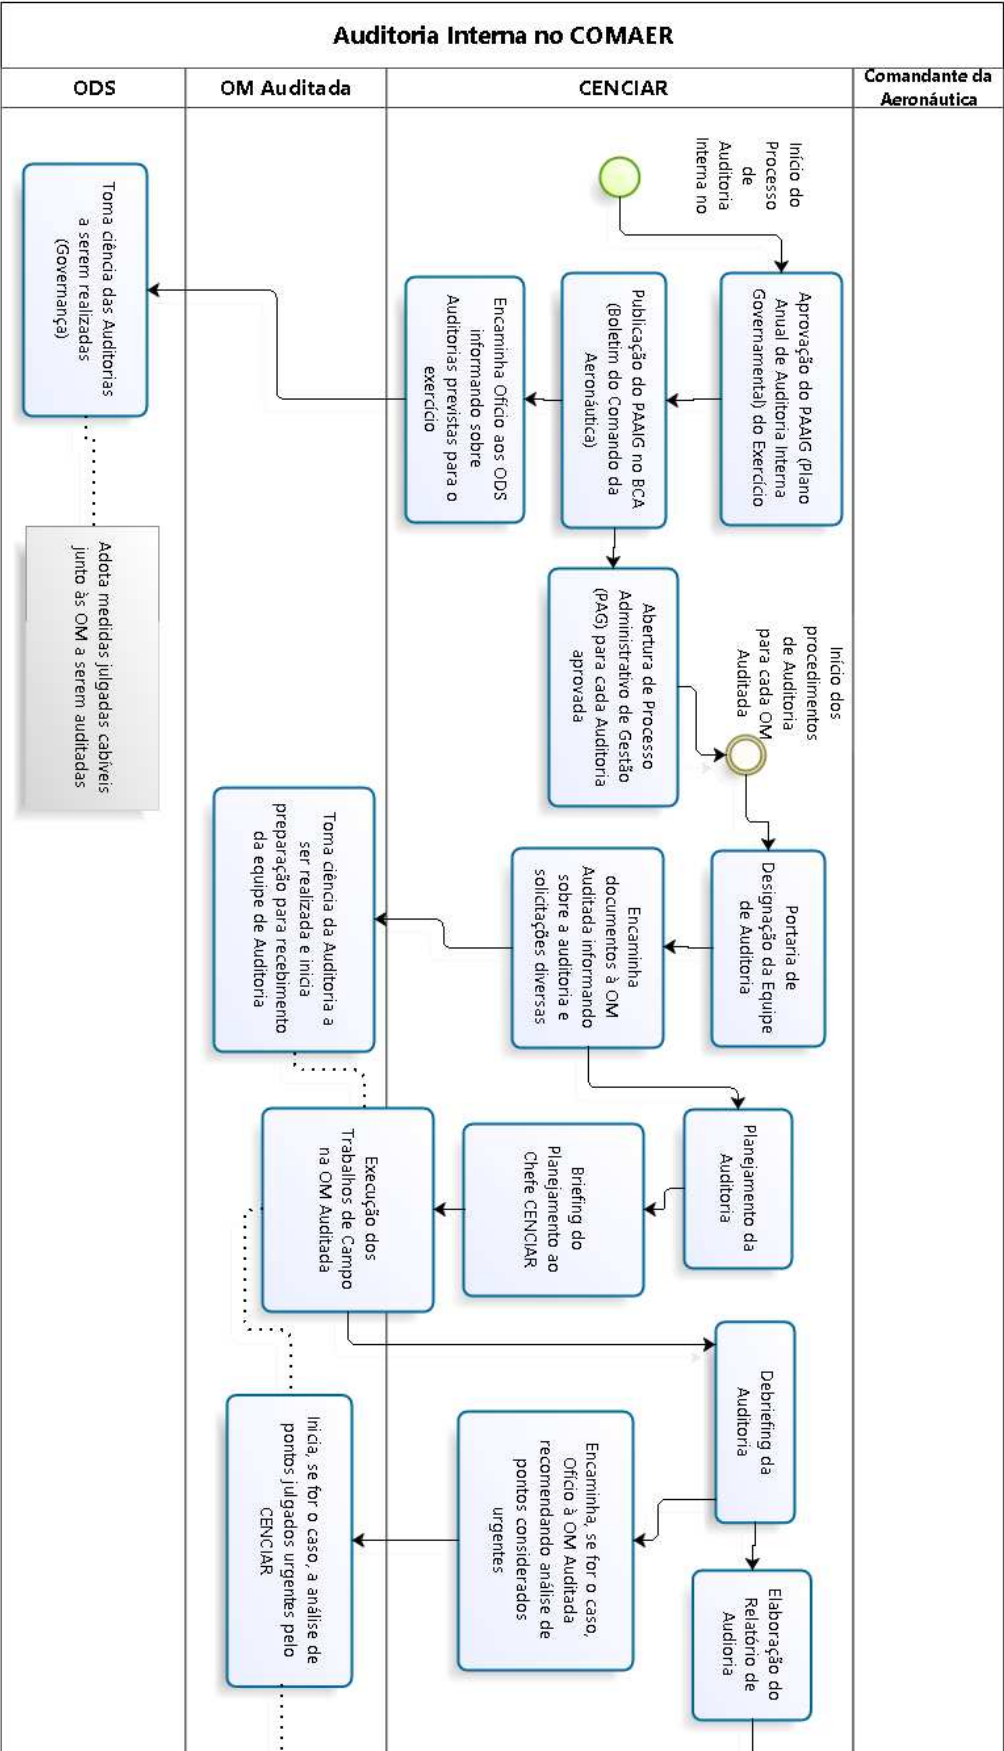 Auditoria Interna no COMAER
ODS
OM Auditada
CENCIAR
Comandante da
Aeronáutica
Início do
Processo
de
Auditoria
Interna no
Aprovação do PAAIG (Plano
Anual de Auditoria Interna
Governamental) do Exercício
Publicação do PAAIG no BCA
(Boletim do Comando da
Aeronáutica)
Encaminha Ofício aos ODS
informando sobre
Auditorias previstas para o
exercício
Toma ciência das Auditorias
a serem realizadas
(Governança)
Adota medidas julgadas cabíveis
junto às OM a serem auditadas
Abertura de Processo
Administrativo de Gestão
(PAG) para cada Auditoria
aprovada
Início dos
procedimentos
de Auditoria
para cada OM
Auditada
Portaria de
Designação da Equipe
de Auditoria
Encaminha
documentos à OM
Auditada informando
sobre a auditoria e
solicitações diversas
Toma ciência da Auditoria a
ser realizada e inicia
preparação para recebimento
da equipe de Auditoria
Planejamento da
Auditoria
Briefing do
Planejamento ao
Chefe CENCIAR
Execução dos
Trabalhos de Campo
na OM Auditada
Debriefing da
Auditoria
Encaminha, se for o caso,
Ofício à OM Auditada
recomendando análise de
pontos considerados
urgentes
Inicia, se for o caso, a análise de
pontos julgados urgentes pelo
CENCIAR
Elaboração do
Relatório de
Audioria